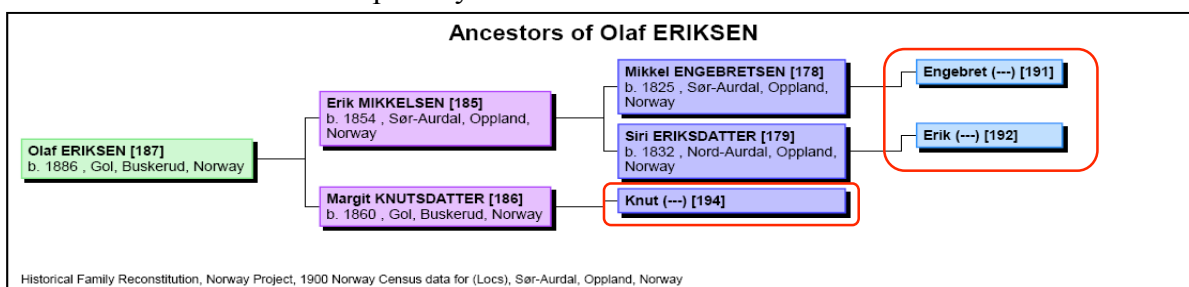 Ancestors of Olaf ERIKSEN
Olaf ERIKSEN [187]
b. 1886 , Gol, Buskerud, Norway
Erik MIKKELSEN [185]
b. 1854 , Sør-Aurdal, Oppland,
Norway
Margit KNUTSDATTER [186]
b. 1860 , Gol, Buskerud, Norway
Mikkel ENGEBRETSEN [178]
b. 1825 , Sør-Aurdal, Oppland,
Norway
Siri ERIKSDATTER [179]
b. 1832 , Nord-Aurdal, Oppland,
Norway
Knut (---) [194]
Engebret (---) [191]
Erik (---) [192]
Historical Family Reconstitution, Norway Project, 1900 Norway Census data for (Locs), Sør-Aurdal, Oppland, Norway